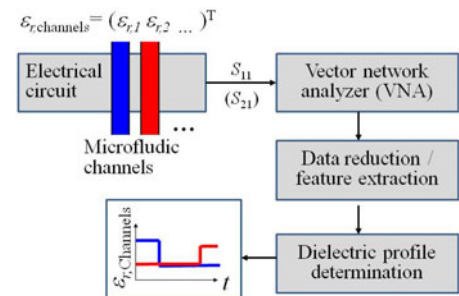 εr,channels= (εr,1 εr,2 ... )T
Electrical
circuit
...
Microfludic
channels
S11
(S21)
Vector network
analyzer (VNA)
Data reduction /
feature extraction
Dielectric profile
determination
εr,Channels
t